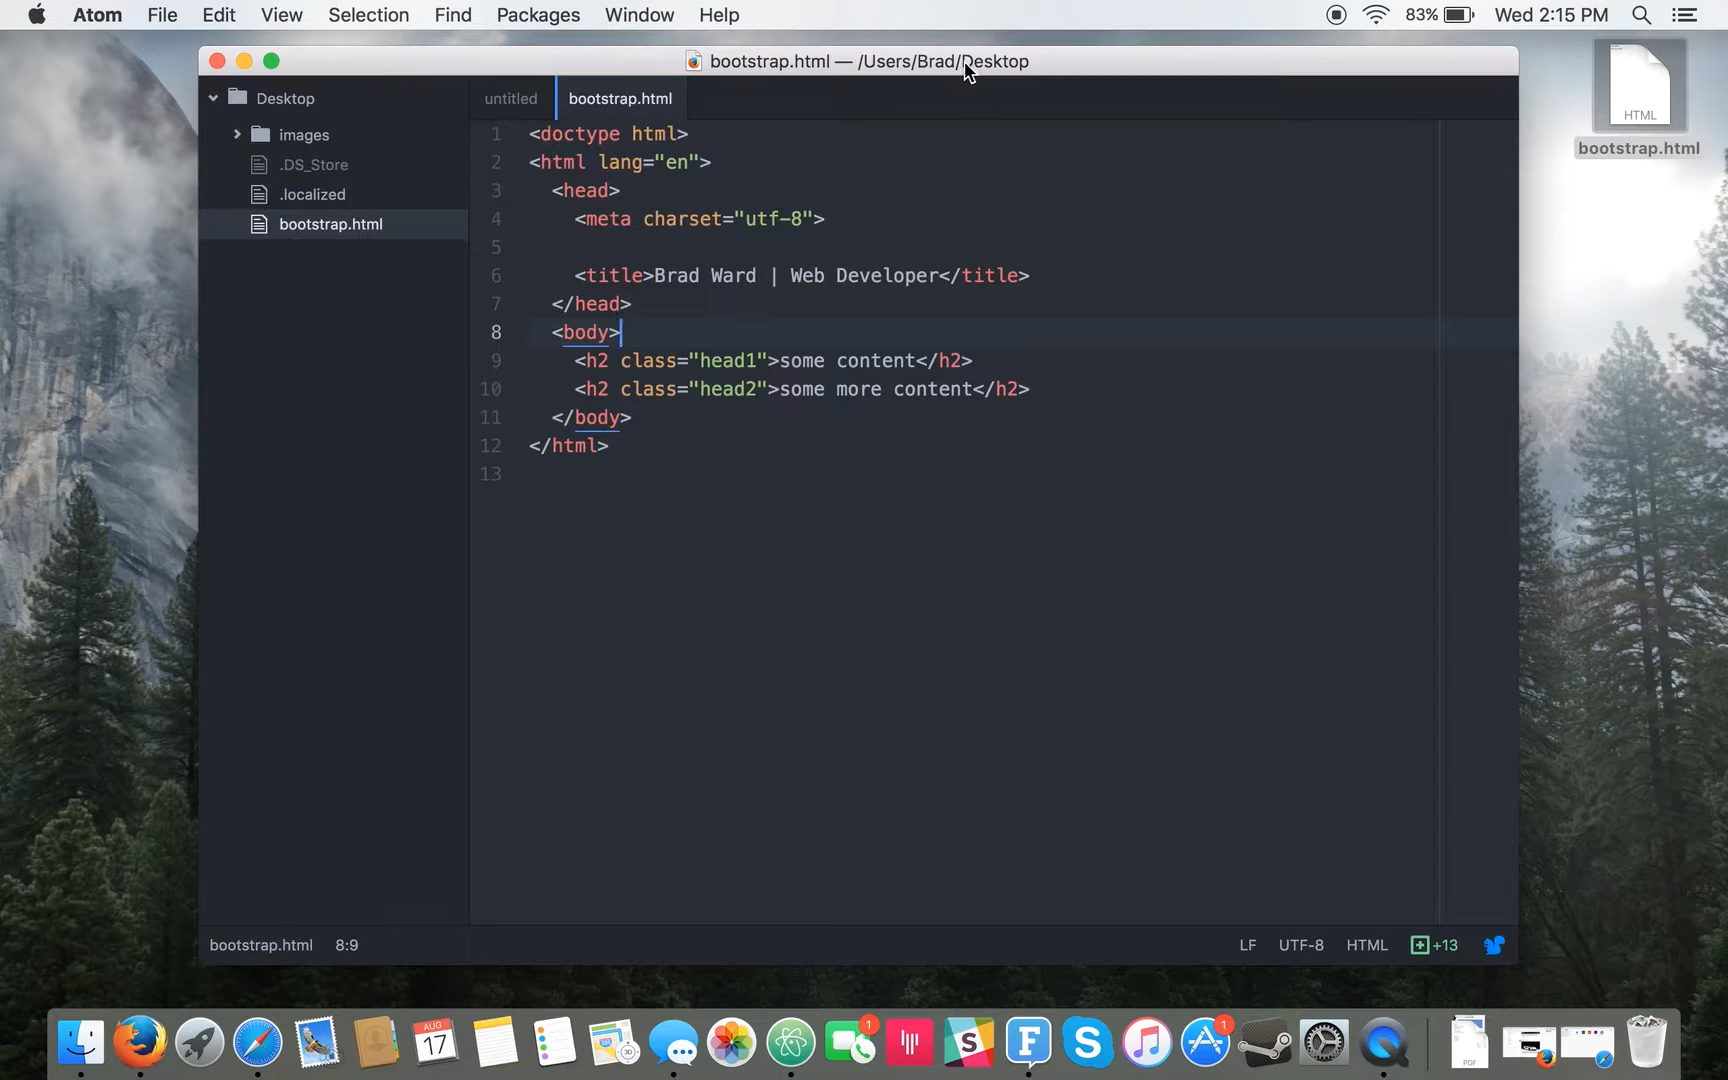 Atom File Edit View Selection Find Packages Window Help 83% Wed 2:15 PM
bootstrap.html — /Users/Brad/Desktop
HTML
bootstrap.html
Desktop
images
.DS_Store
.localized
bootstrap.html
untitled bootstrap.html
1 <doctype html>
2 <html lang="en">
3 <head>
4 <meta charset="utf-8">
5
6 <title>Brad Ward | Web Developer</title>
7 </head>
8 <body>
9 <h2 class="head1">some content</h2>
10 <h2 class="head2">some more content</h2>
11 </body>
12 </html>
13
bootstrap.html 8:9 LF UTF-8 HTML +13
AUG
17
3D
1
S
F
S
1
PDF